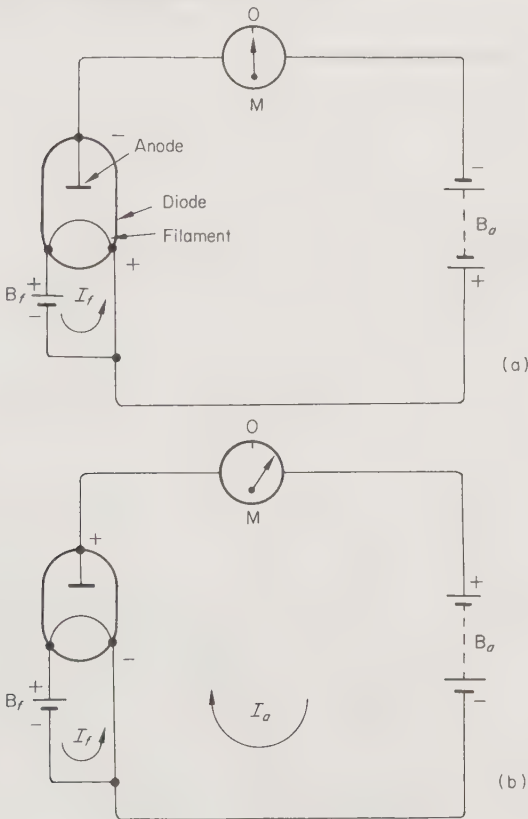 O
M
−
Anode
Diode
Filament
+
B_f
+
−
I_f
−
B_a
+
(a)
O
M
+
−
B_f
+
−
I_f
I_a
+
B_a
−
(b)